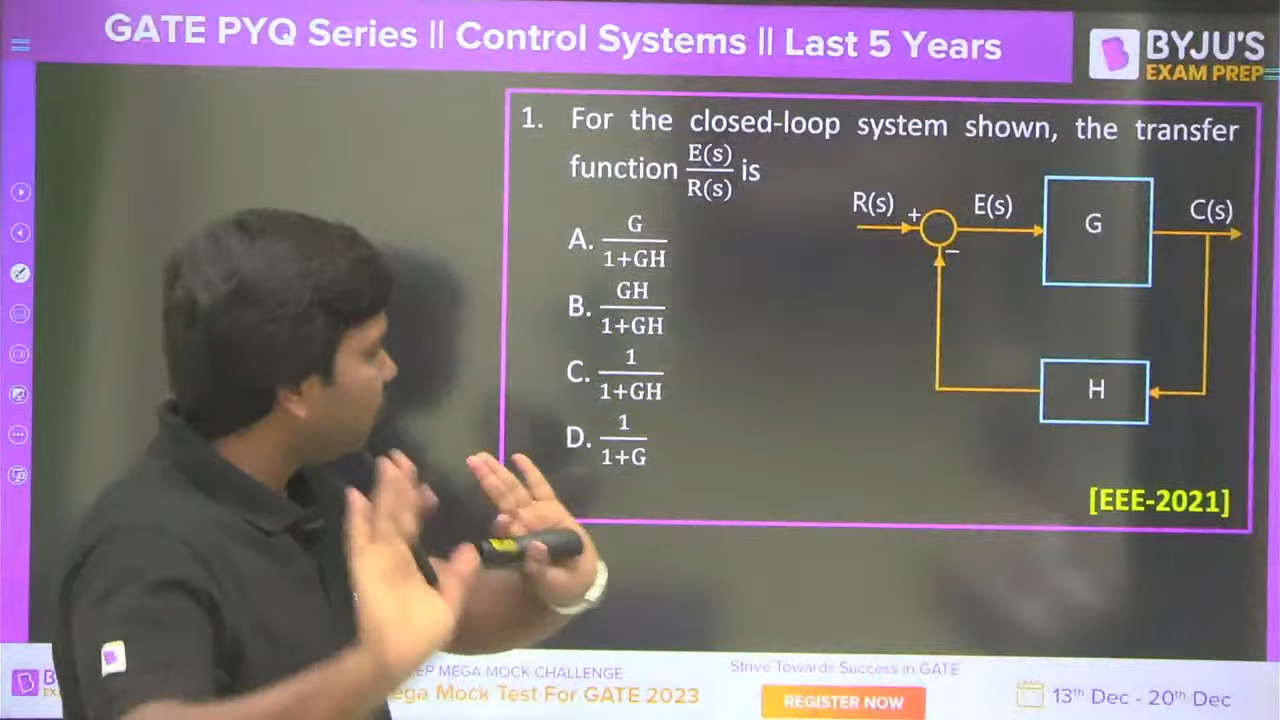 GATE PYQ Series || Control Systems || Last 5 Years
BYJU'S
EXAM PREP
1. For the closed-loop system shown, the transfer
function E(s)/R(s) is
A. G/1+GH
B. GH/1+GH
C. 1/1+GH
D. 1/1+G
R(s) + E(s) G C(s)
−
H
[EEE-2021]
MEGA MOCK CHALLENGE
Mock Test For GATE 2023
Strive Towards Success in GATE
REGISTER NOW
13th Dec - 20th Dec